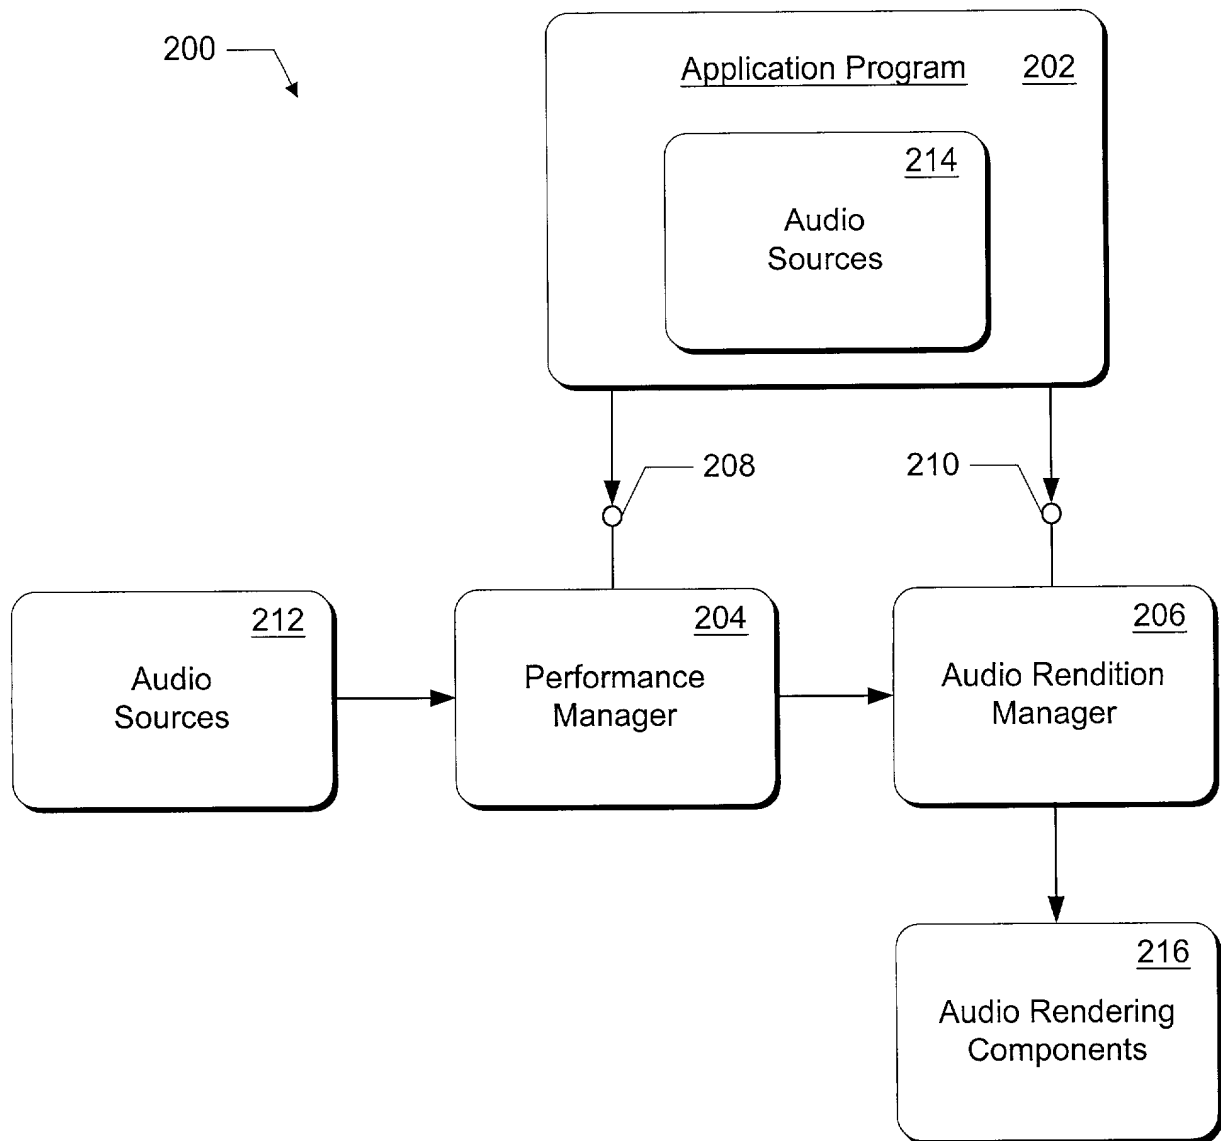 200
Application Program 202
214
Audio
Sources
208
210
212
Audio
Sources
204
Performance
Manager
206
Audio Rendition
Manager
216
Audio Rendering
Components